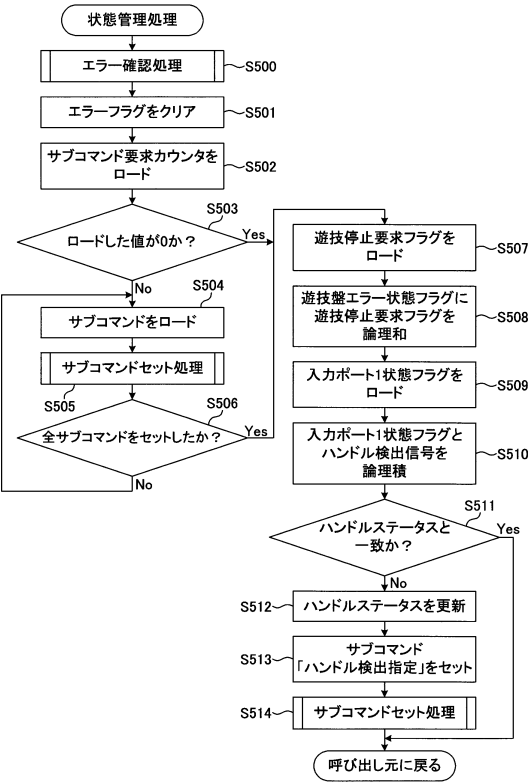 状態管理処理
エラー確認処理
S500
エラーフラグをクリア
S501
サブコマンド要求カウンタを
ロード
S502
S503
ロードした値が0か？
Yes
No
S504
サブコマンドをロード
サブコマンドセット処理
S505
S506
全サブコマンドをセットしたか？
Yes
No
遊技停止要求フラグを
ロード
S507
遊技盤エラー状態フラグに
遊技停止要求フラグを
論理和
S508
入力ポート1状態フラグを
ロード
S509
入力ポート1状態フラグと
ハンドル検出信号を
論理積
S510
S511
ハンドルステータスと
一致か？
Yes
No
S512
ハンドルステータスを更新
S513
サブコマンド
「ハンドル検出指定」をセット
S514
サブコマンドセット処理
呼び出し元に戻る